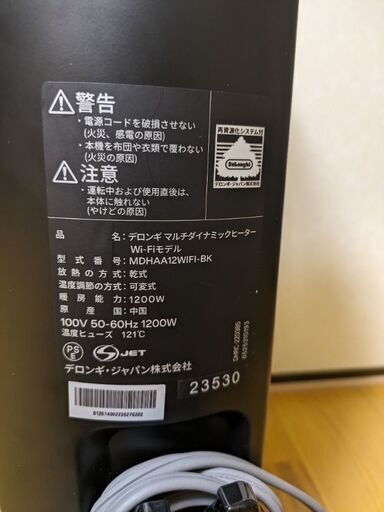 ⚠警告
・電源コードを破損させない
(火災、感電の原因)
・本機を布団や衣類で覆わない
(火災の原因)
⚠注意
・運転中および使用直後は、
本体に触れない
(やけどの原因)
再資源化システム付
DeLonghi
デロンギ・ジャパン株式会社
品名：デロンギ マルチダイナミックヒーター
Wi-Fiモデル
型式番号：MDHAA12WIFI-BK
放熱の方式：乾式
温度調節の方式：可変式
暖房能力：1200W
原産国：中国
100V 50-60Hz 1200W
温度ヒューズ 121℃
PSE
S JET
デロンギ・ジャパン株式会社
23530
6525310193